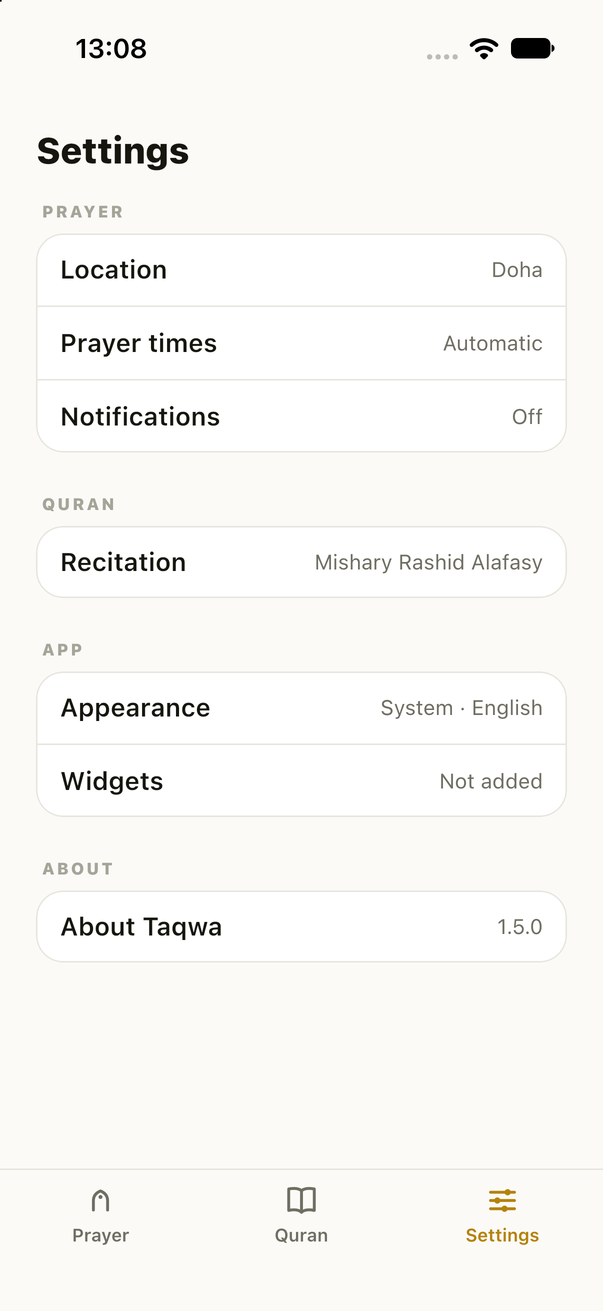 13:08
Settings
PRAYER
Location Doha
Prayer times Automatic
Notifications Off
QURAN
Recitation Mishary Rashid Alafasy
APP
Appearance System · English
Widgets Not added
ABOUT
About Taqwa 1.5.0
Prayer Quran Settings